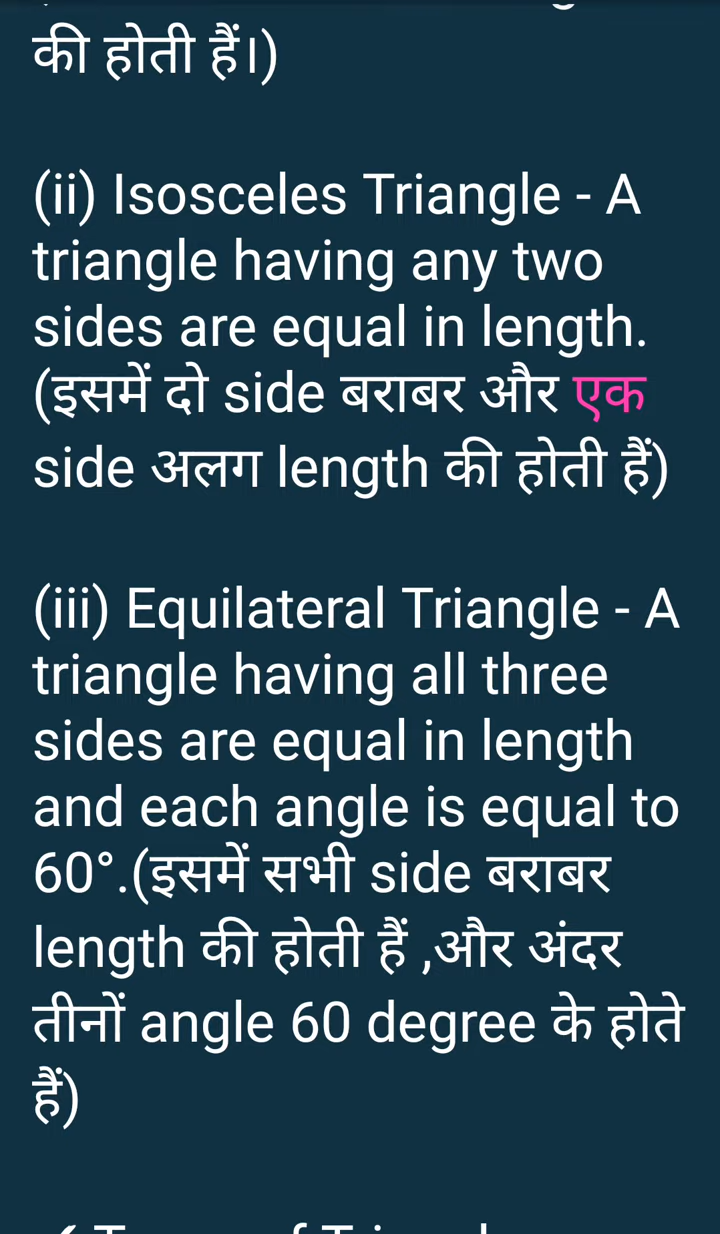 की होती हैं।)
(ii) Isosceles Triangle - A
triangle having any two
sides are equal in length.
(इसमें दो side बराबर और एक
side अलग length की होती हैं)
(iii) Equilateral Triangle - A
triangle having all three
sides are equal in length
and each angle is equal to
60°.(इसमें सभी side बराबर
length की होती हैं ,और अंदर
तीनों angle 60 degree के होते
हैं)